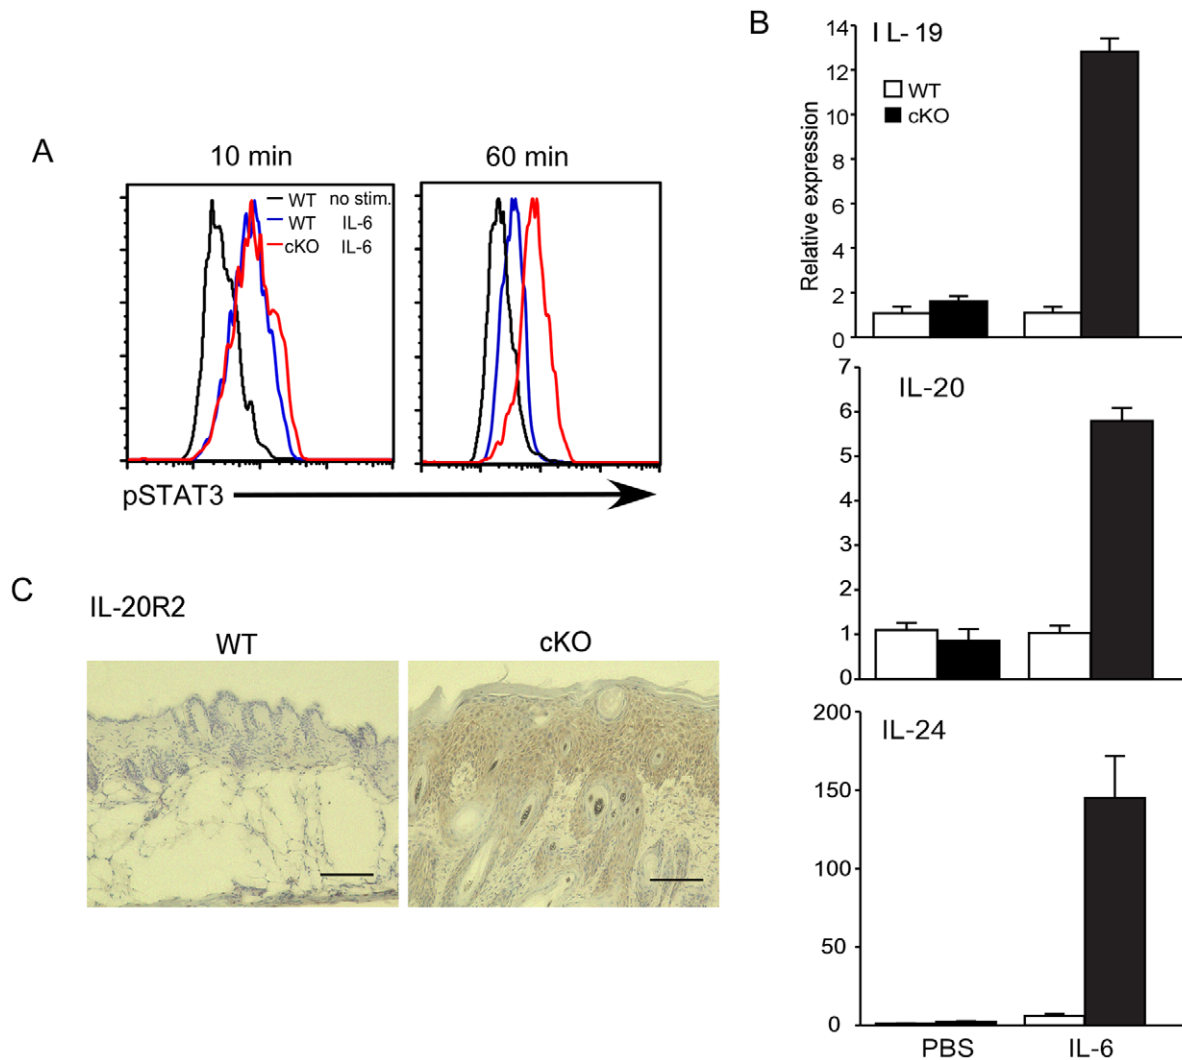 A
10 min
60 min
WT no stim.
WT IL-6
cKO IL-6
pSTAT3
B
IL-19
WT
cKO
Relative expression
14
12
10
8
6
4
2
0
IL-20
7
6
5
4
3
2
1
0
IL-24
200
150
100
50
0
PBS IL-6
C
IL-20R2
WT cKO